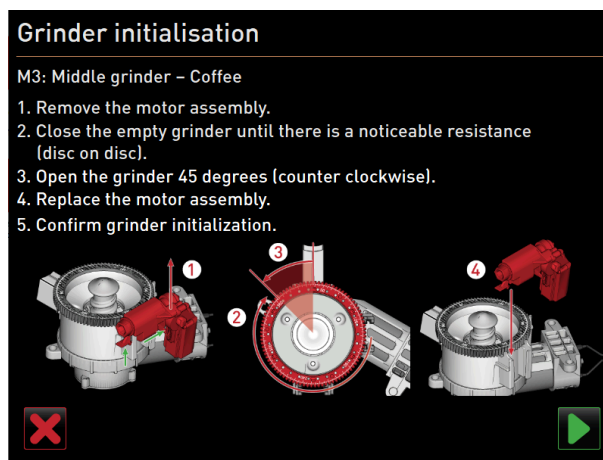 Grinder initialisation
M3: Middle grinder – Coffee
1. Remove the motor assembly.
2. Close the empty grinder until there is a noticeable resistance
(disc on disc).
3. Open the grinder 45 degrees (counter clockwise).
4. Replace the motor assembly.
5. Confirm grinder initialization.
1
3
2
4